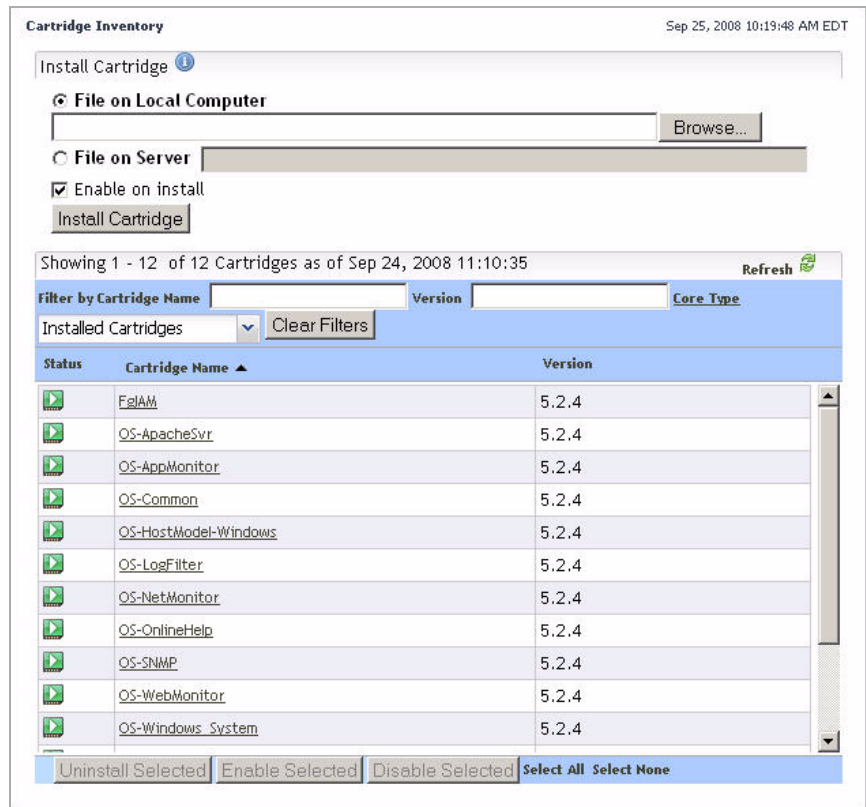 Cartridge Inventory Sep 25, 2008 10:19:48 AM EDT
Install Cartridge
File on Local Computer
Browse...
File on Server
Enable on install
Install Cartridge
Showing 1 - 12 of 12 Cartridges as of Sep 24, 2008 11:10:35 Refresh
Filter by Cartridge Name Version Core Type
Installed Cartridges Clear Filters
Status Cartridge Name Version
FglAM 5.2.4
OS-ApacheSvr 5.2.4
OS-AppMonitor 5.2.4
OS-Common 5.2.4
OS-HostModel-Windows 5.2.4
OS-LogFilter 5.2.4
OS-NetMonitor 5.2.4
OS-OnlineHelp 5.2.4
OS-SNMP 5.2.4
OS-WebMonitor 5.2.4
OS-Windows_System 5.2.4
Uninstall Selected Enable Selected Disable Selected Select All Select None